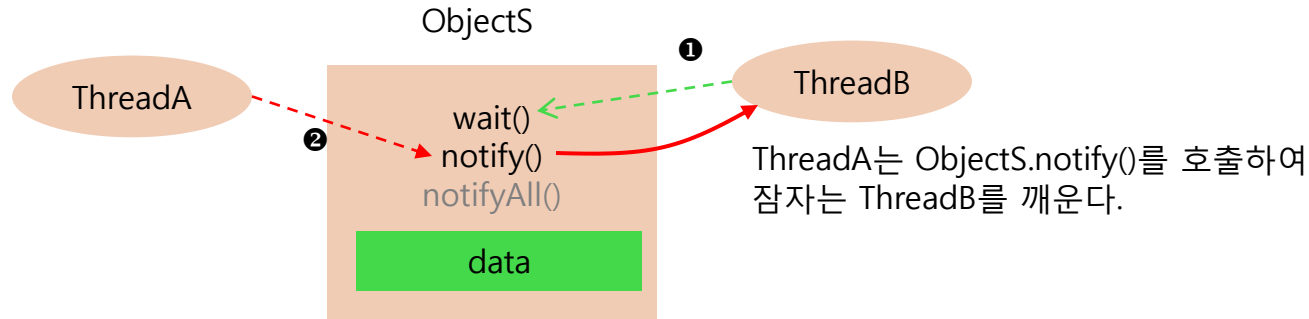 ObjectS
❶
ThreadA
ThreadB
wait()
❷
notify()
notifyAll()
ThreadA는 ObjectS.notify()를 호출하여
잠자는 ThreadB를 깨운다.
data